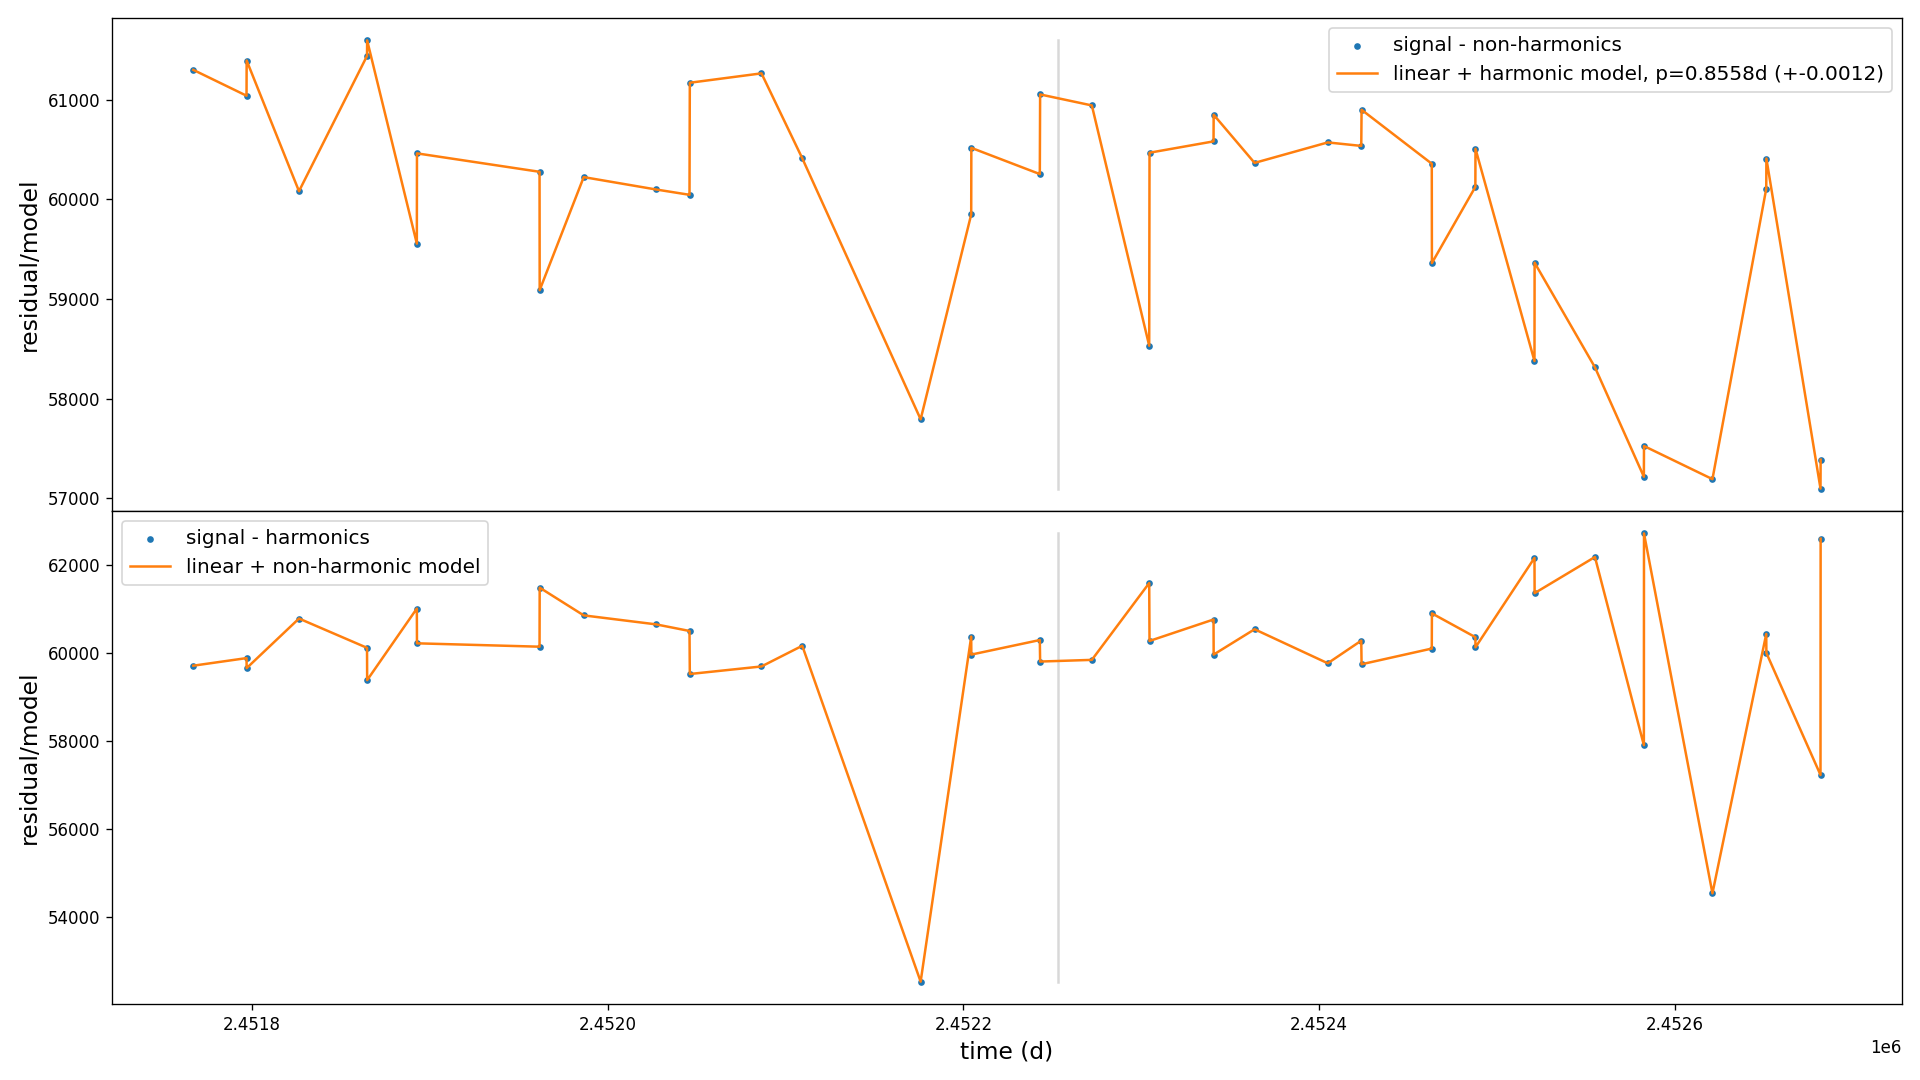 signal - non-harmonics
linear + harmonic model, p=0.8558d (+-0.0012)
61000
60000
59000
58000
57000
residual/model
signal - harmonics
linear + non-harmonic model
62000
60000
58000
56000
54000
residual/model
2.4518 2.4520 2.4522 2.4524 2.4526
time (d)
1e6